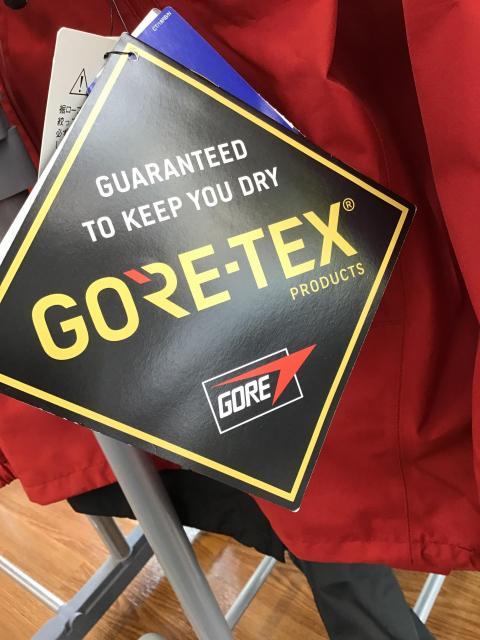 GUARANTEED
TO KEEP YOU DRY
GORE-TEX®
PRODUCTS
GORE